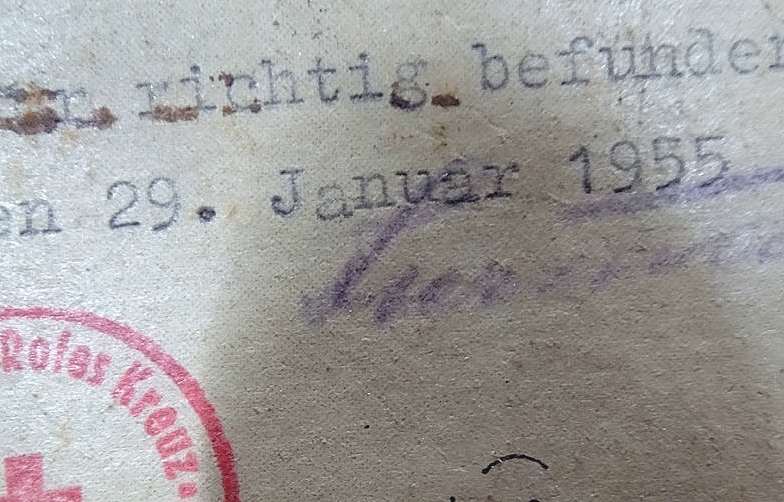 richtig befunden
en 29. Januar 1955
Rotes Kreuz